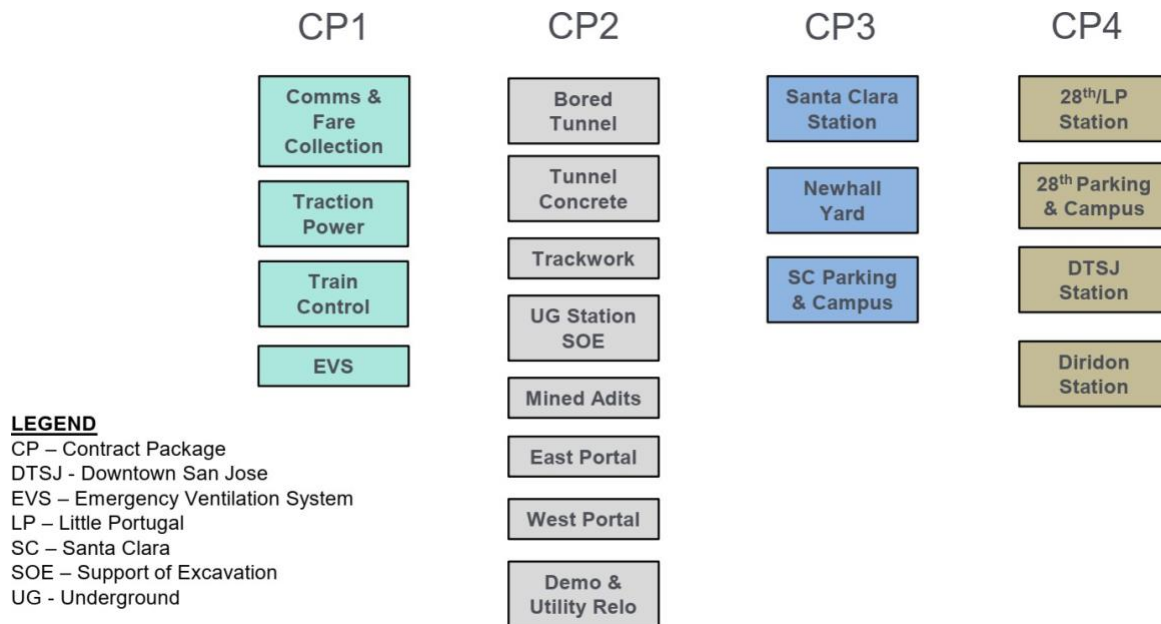 CP1
CP2
CP3
CP4
Comms &
Fare
Collection
Traction
Power
Train
Control
EVS
Bored
Tunnel
Tunnel
Concrete
Trackwork
UG Station
SOE
Mined Adits
East Portal
West Portal
Demo &
Utility Relo
Santa Clara
Station
Newhall
Yard
SC Parking
& Campus
28th/LP
Station
28th Parking
& Campus
DTSJ
Station
Diridon
Station
LEGEND
CP – Contract Package
DTSJ - Downtown San Jose
EVS – Emergency Ventilation System
LP – Little Portugal
SC – Santa Clara
SOE – Support of Excavation
UG - Underground